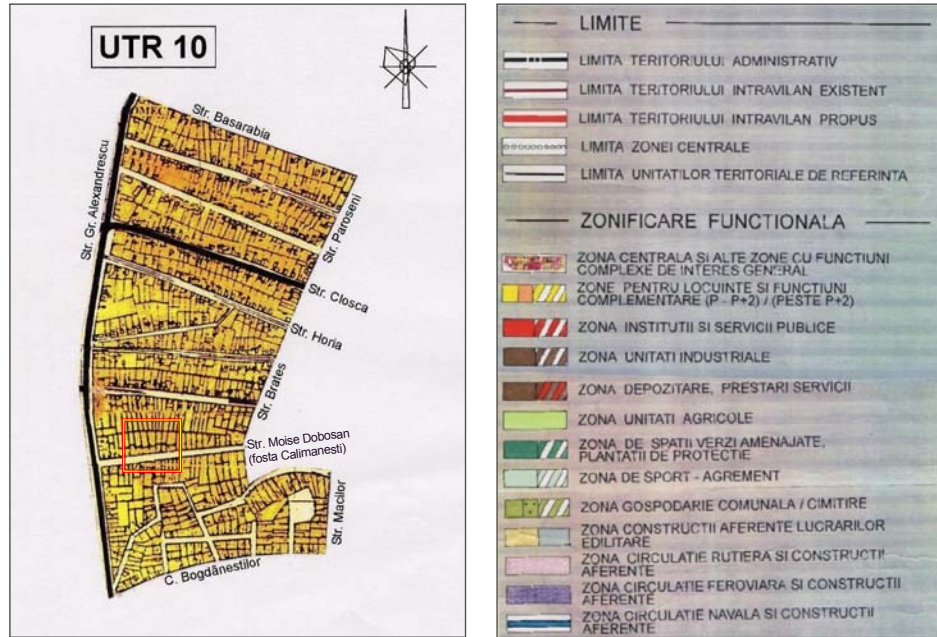 UTR 10
Str. Basarabia
Str. Gr. Alexandrescu
Str. Paroseni
Str. Closca
Str. Horia
Str. Brates
Str. Moise Dobosan
(fosta Calimanesti)
Str. Macilor
C. Bogdăneștilor
LIMITE
LIMITA TERITORIULUI ADMINISTRATIV
LIMITA TERITORIULUI INTRAVILAN EXISTENT
LIMITA TERITORIULUI INTRAVILAN PROPUS
LIMITA ZONEI CENTRALE
LIMITA UNITATILOR TERITORIALE DE REFERINTA
ZONIFICARE FUNCTIONALA
ZONA CENTRALA SI ALTE ZONE CU FUNCTIUNI
COMPLEXE DE INTERES GENERAL
ZONE PENTRU LOCUINTE SI FUNCTIUNI
COMPLEMENTARE (P - P+2) / (PESTE P+2)
ZONA INSTITUTII SI SERVICII PUBLICE
ZONA UNITATI INDUSTRIALE
ZONA DEPOZITARE, PRESTARI SERVICII
ZONA UNITATI AGRICOLE
ZONA DE SPATII VERZI AMENAJATE,
PLANTATII DE PROTECTIE
ZONA DE SPORT - AGREMENT
ZONA GOSPODARIE COMUNALA / CIMITIRE
ZONA CONSTRUCTII AFERENTE LUCRARILOR
EDILITARE
ZONA CIRCULATIE RUTIERA SI CONSTRUCTII
AFERENTE
ZONA CIRCULATIE FEROVIARA SI CONSTRUCTII
AFERENTE
ZONA CIRCULATIE NAVALA SI CONSTRUCTII
AFERENTE